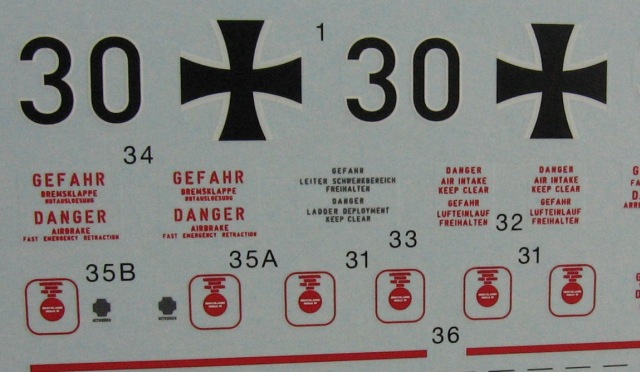 30
1
30
34
GEFAHR
BREMSKLAPPE
NOTAUSLOESUNG
DANGER
AIRBRAKE
FAST EMERGENCY RETRACTION
GEFAHR
BREMSKLAPPE
NOTAUSLOESUNG
DANGER
AIRBRAKE
FAST EMERGENCY RETRACTION
GEFAHR
LEITER SCHWENKBEREICH
FREIHALTEN
DANGER
LADDER DEPLOYMENT
KEEP CLEAR
DANGER
AIR INTAKE
KEEP CLEAR
GEFAHR
LUFTEINLAUF
FREIHALTEN
DANGER
AIR INTAKE
KEEP CLEAR
GEFAHR
LUFTEINLAUF
FREIHALTEN
32
33
35B
35A
31
31
36